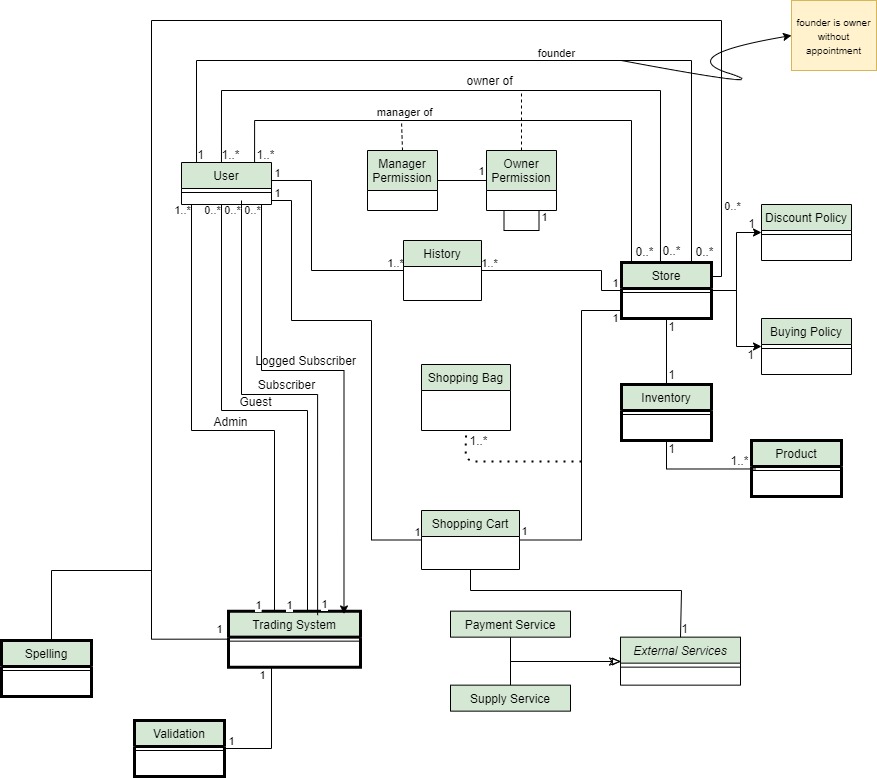 founder is owner
without
appointment
founder
owner of
manager of
1
1..*
1..*
User
1
1
Manager
Permission
1
Owner
Permission
1
1..*
0..*
0..*
0..*
0..*
Discount Policy
1
History
1..*
1..*
0..*
0..*
0..*
Store
1
1
1
Buying Policy
1
Logged Subscriber
Subscriber
Guest
Admin
Shopping Bag
1..*
1
Inventory
1
1..*
Product
Shopping Cart
1
1
1
1
1
1
Trading System
1
Payment Service
Supply Service
1
External Services
Spelling
Validation
1